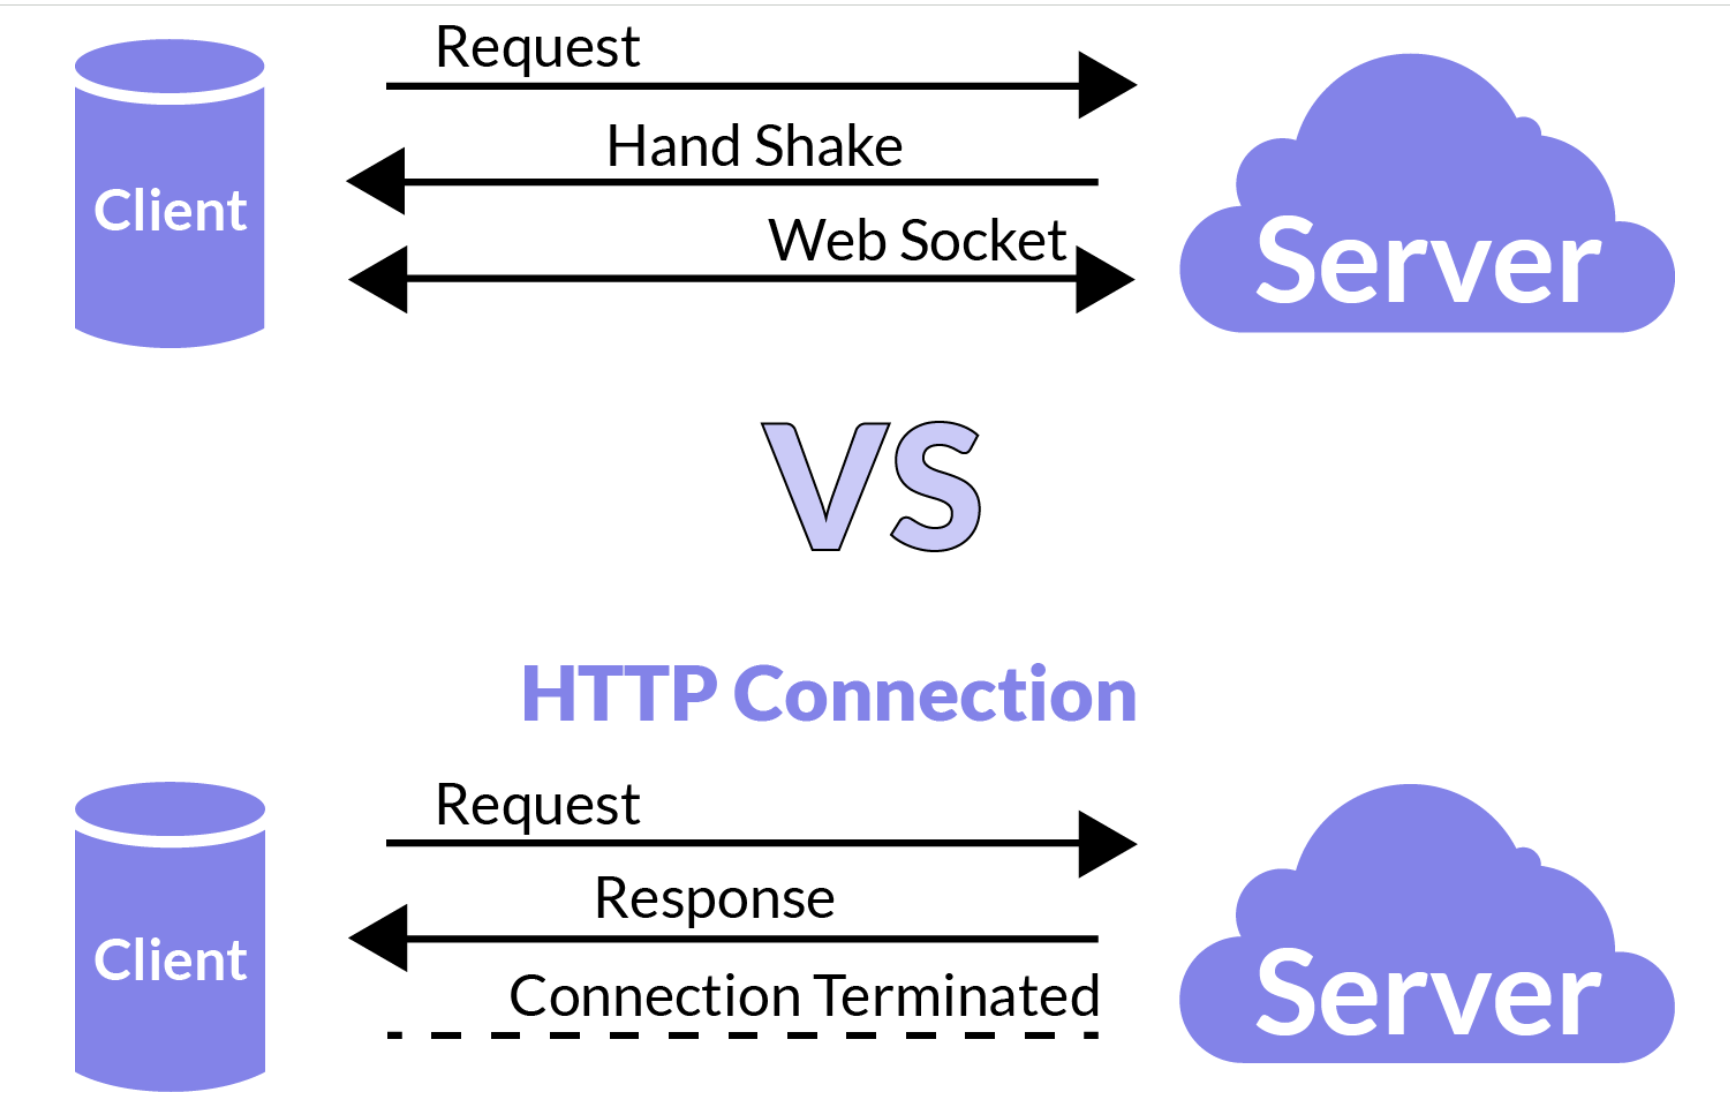 Request
Hand Shake
Client
Web Socket
Server
VS
HTTP Connection
Request
Response
Client
Connection Terminated
Server